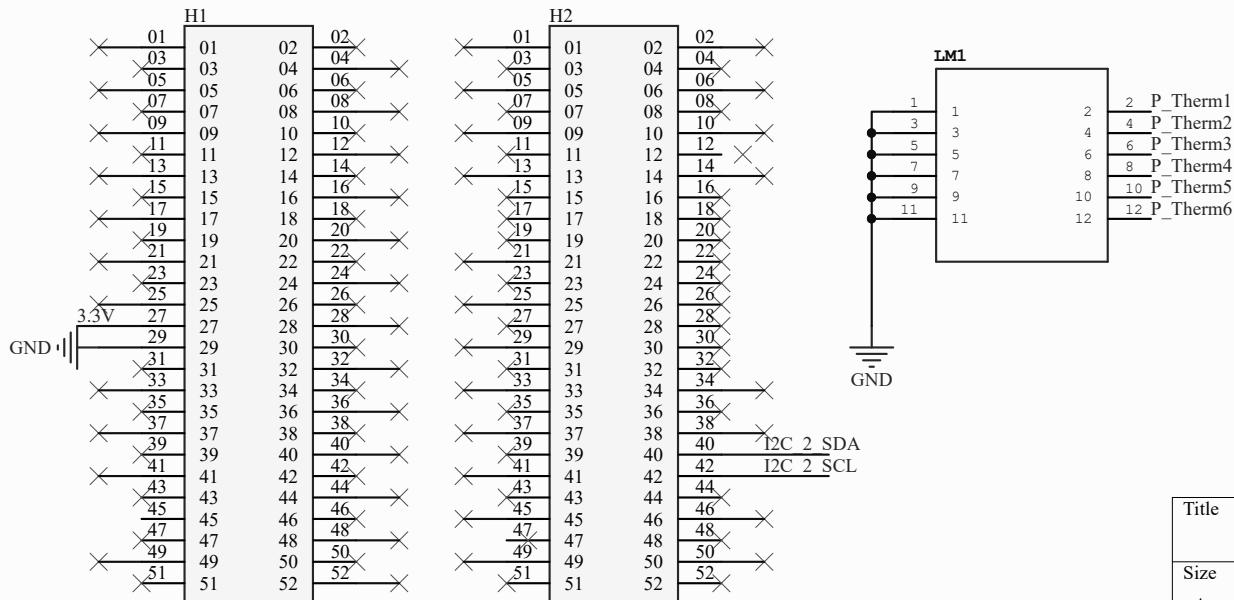 H1 H2
01 01 02 02 01 01 02 02
03 03 04 04 03 03 04 04 LM1
05 05 06 06 05 05 06 06
07 07 08 08 07 07 08 08 1 1 2 2 P_Therm1
09 09 10 10 09 09 10 10 3 3 4 4 P_Therm2
11 11 12 12 11 11 12 12 5 5 6 6 P_Therm3
13 13 14 14 13 13 14 14 7 7 8 8 P_Therm4
15 15 16 16 15 15 16 16 9 9 10 10 P_Therm5
17 17 18 18 17 17 18 18 11 11 12 12 P_Therm6
19 19 20 20 19 19 20 20
21 21 22 22 21 21 22 22
23 23 24 24 23 23 24 24
25 25 26 26 25 25 26 26
3.3V 27 27 28 28 27 27 28 28
GND 29 29 30 30 29 29 30 30
31 31 32 32 31 31 32 32 GND
33 33 34 34 33 33 34 34
35 35 36 36 35 35 36 36
37 37 38 38 37 37 38 38
39 39 40 40 39 39 40 40 I2C_2_SDA
41 41 42 42 41 41 42 42 I2C_2_SCL
43 43 44 44 43 43 44 44
45 45 46 46 45 45 46 46
47 47 48 48 47 47 48 48
49 49 50 50 49 49 50 50
51 51 52 52 51 51 52 52
Title
Size